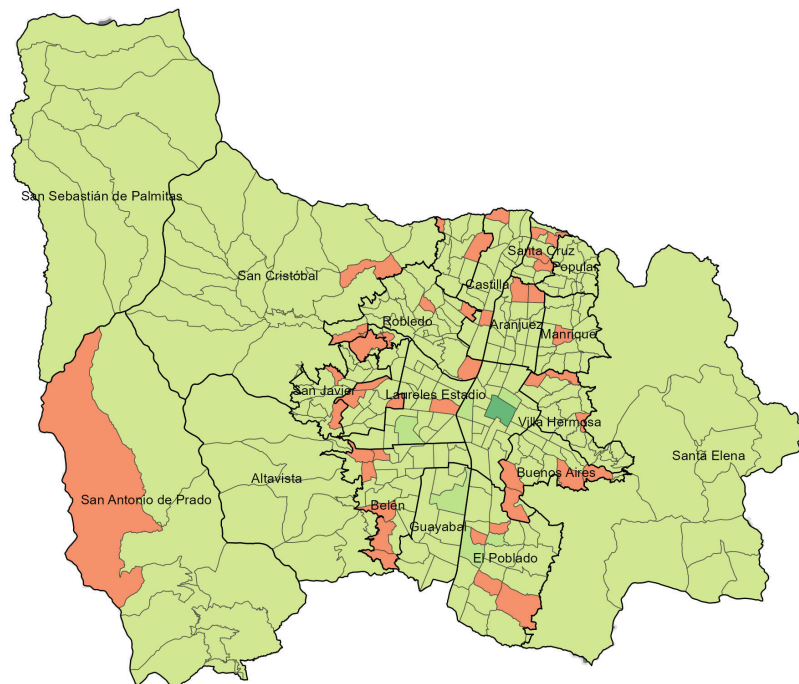 San Sebastián de Palmitas
Santa Cruz
Popular
San Cristóbal
Castilla
Robledo
Aranjuez
Manrique
San Javier
Laureles Estadio
Villa Hermosa
Santa Elena
Buenos Aires
Altavista
San Antonio de Prado
Belén
Guayabal
El Poblado